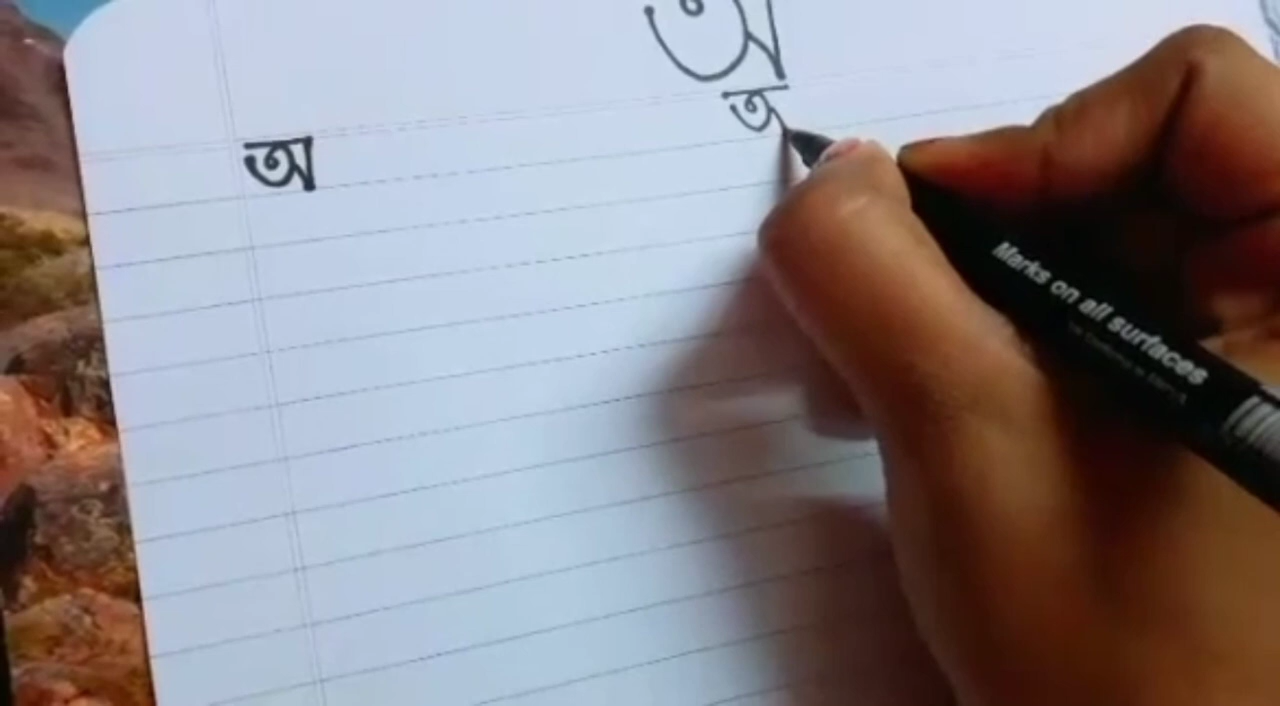 অ
অ
অ
Marks on all surfaces